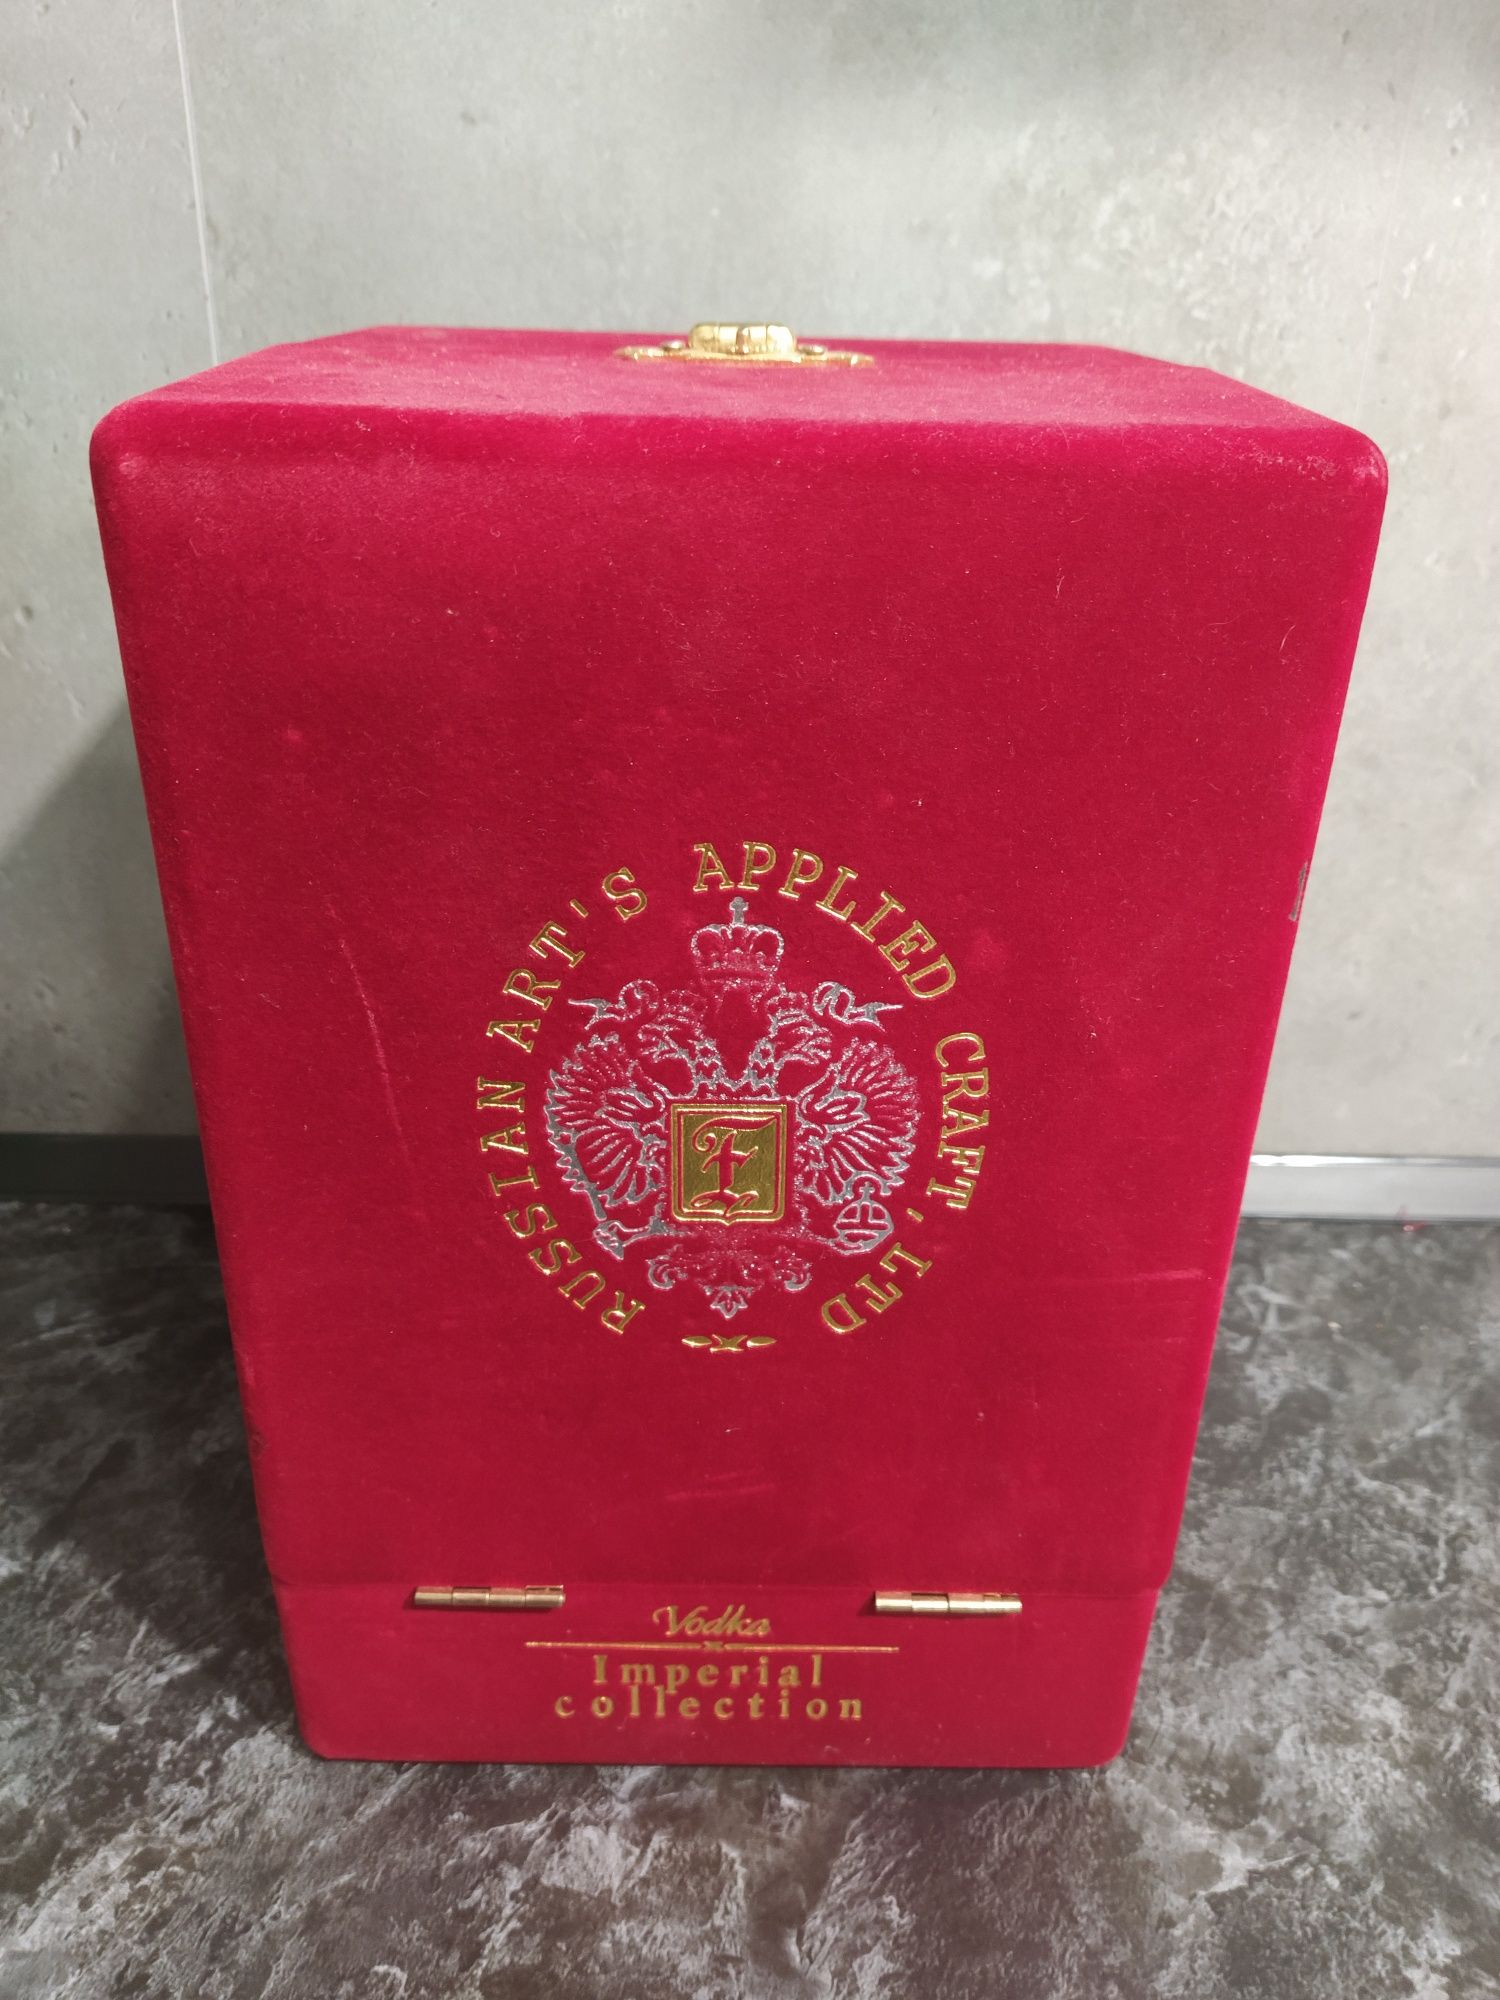 RUSSIAN ART'S APPLIED CRAFT, LTD
F
Vodka
Imperial
collection